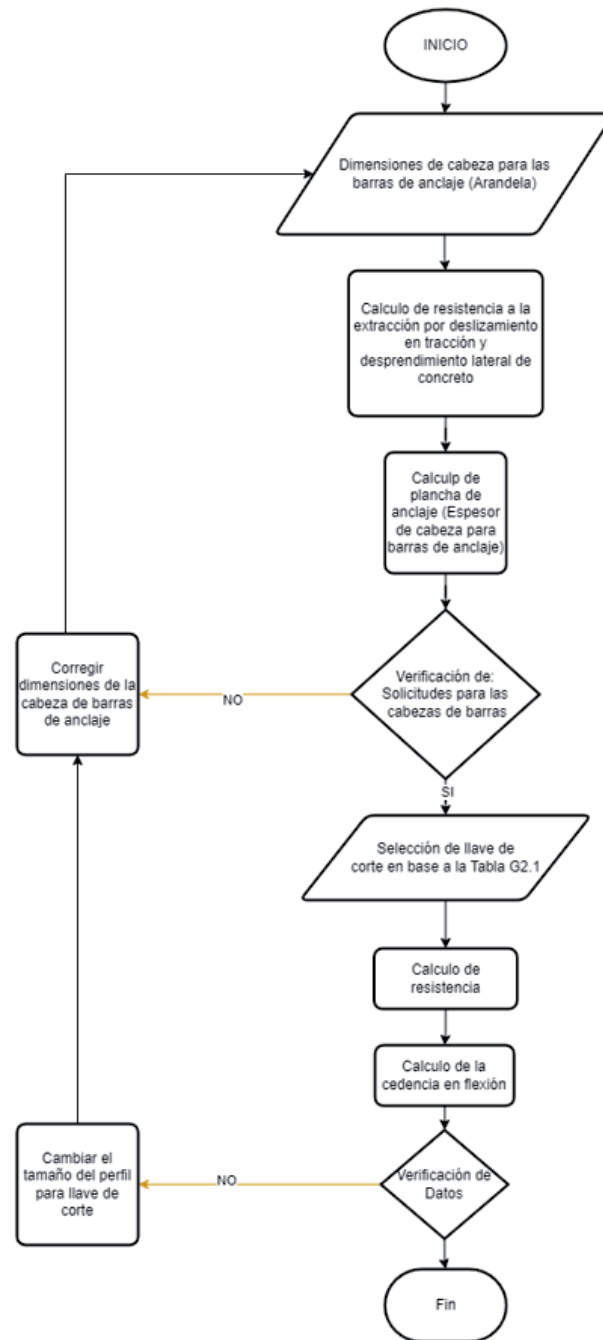 INICIO
Dimensiones de cabeza para las
barras de anclaje (Arandela)
Calculo de resistencia a la
extracción por deslizamiento
en tracción y
desprendimiento lateral de
concreto
Calculp de
plancha de
anclaje (Espesor
de cabeza para
barras de anclaje)
Corregir
dimensiones de la
cabeza de barras
de anclaje
NO
Verificación de:
Solicitudes para las
cabezas de barras
SI
Selección de llave de
corte en base a la Tabla G2.1
Calculo de
resistencia
Calculo de la
cedencia en flexión
Cambiar el
tamaño del perfil
para llave de
corte
NO
Verificación de
Datos
Fin